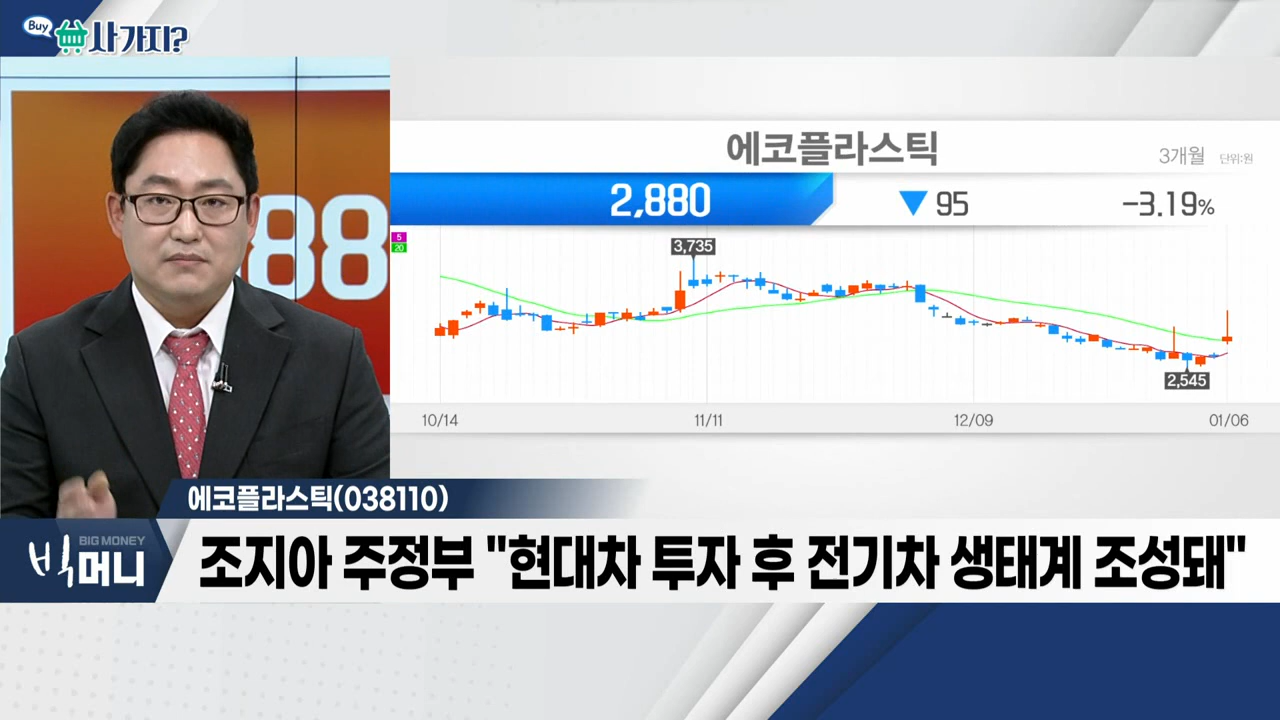 Buy
사가지?
88
에코플라스틱
3개월 단위:원
2,880 ▼ 95 -3.19%
5
20
3,735
2,545
10/14 11/11 12/09 01/06
에코플라스틱(038110)
BIG MONEY
빅머니
조지아 주정부 "현대차 투자 후 전기차 생태계 조성돼"